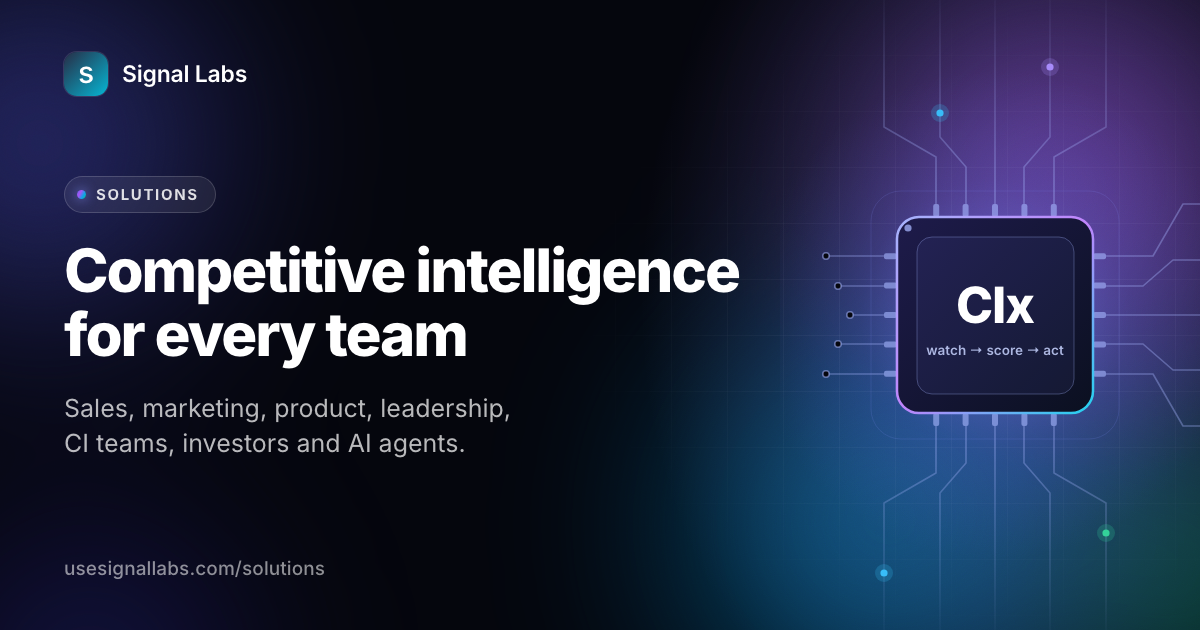 S
Signal Labs
SOLUTIONS
Competitive intelligence
for every team
Sales, marketing, product, leadership,
CI teams, investors and AI agents.
usesignallabs.com/solutions
CIx
watch → score → act